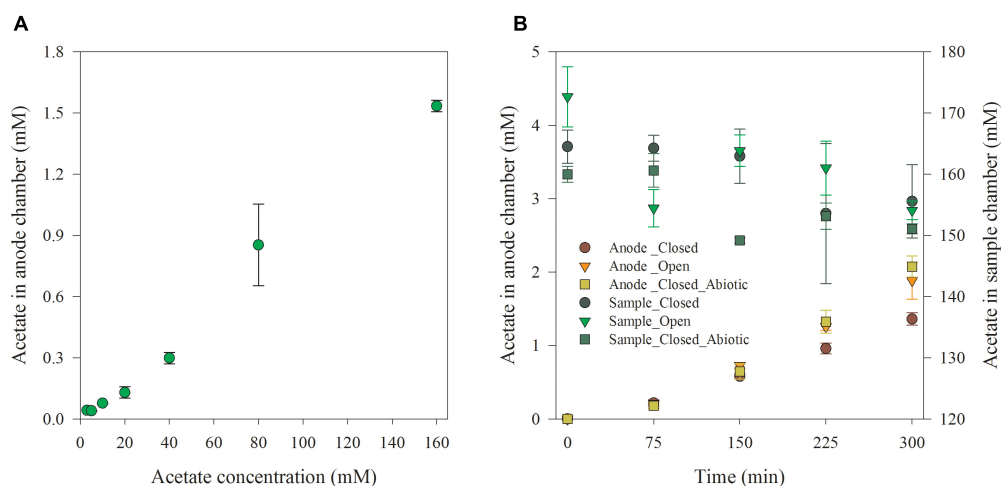 A
Acetate in anode chamber (mM)
1.8
1.5
1.2
0.9
0.6
0.3
0.0
0 20 40 60 80 100 120 140 160
Acetate concentration (mM)
B
Acetate in anode chamber (mM)
5
4
3
2
1
0
Anode _Closed
Anode _Open
Anode _Closed_Abiotic
Sample_Closed
Sample_Open
Sample_Closed_Abiotic
0 75 150 225 300
Time (min)
180
170
160
150
140
130
120
Acetate in sample chamber (mM)